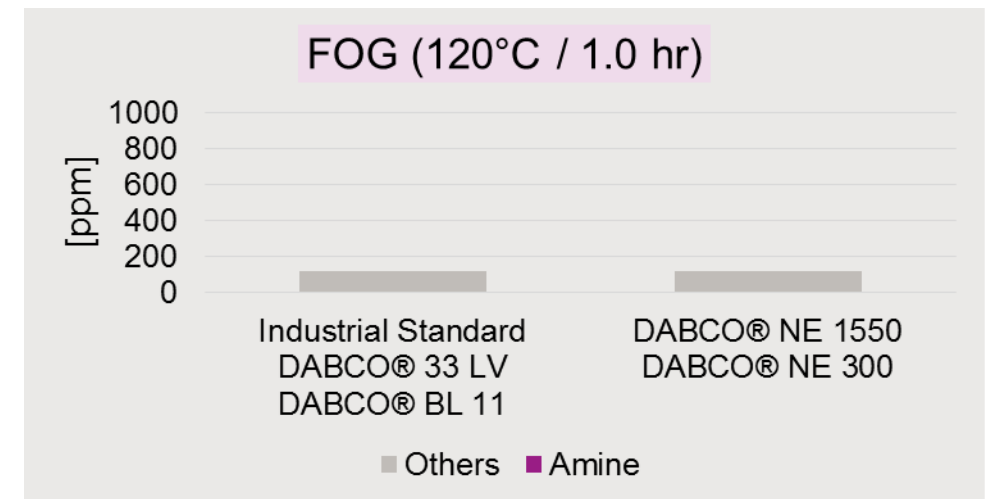 FOG (120°C / 1.0 hr)
[ppm]
1000
800
600
400
200
0
Industrial Standard
DABCO® 33 LV
DABCO® BL 11
DABCO® NE 1550
DABCO® NE 300
Others
Amine